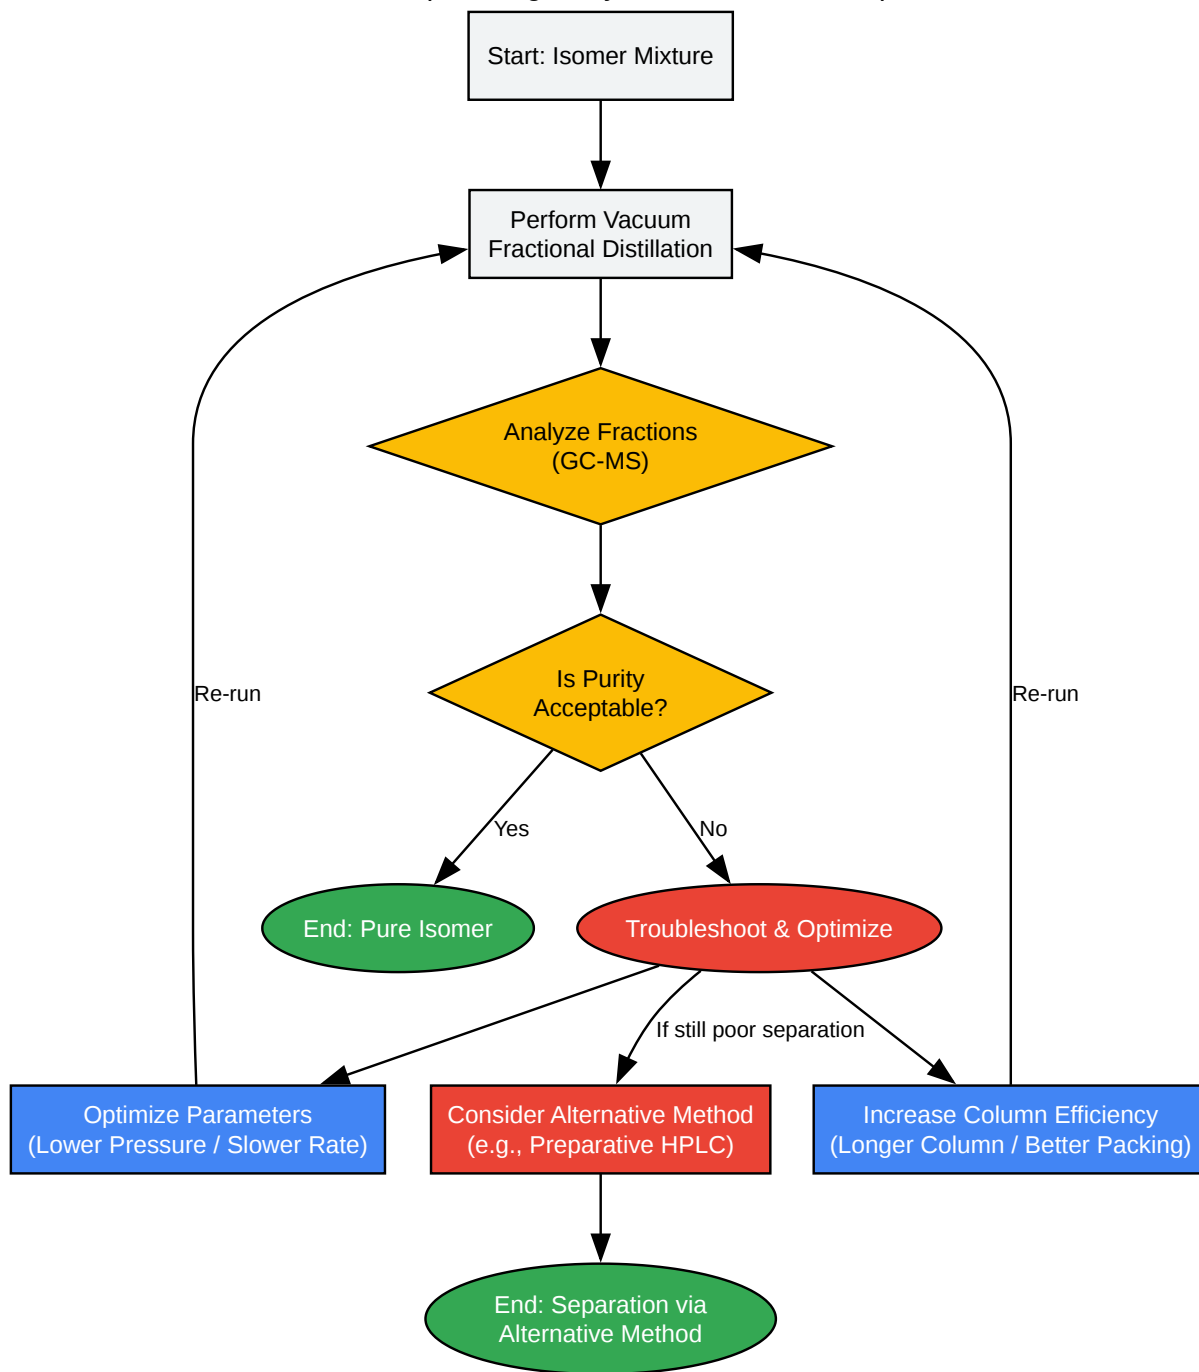 Start: Isomer Mixture
Perform Vacuum
Fractional Distillation
Analyze Fractions
(GC-MS)
Is Purity
Acceptable?
Re-run
Re-run
Yes
No
End: Pure Isomer
Troubleshoot & Optimize
If still poor separation
Optimize Parameters
(Lower Pressure / Slower Rate)
Consider Alternative Method
(e.g., Preparative HPLC)
Increase Column Efficiency
(Longer Column / Better Packing)
End: Separation via
Alternative Method